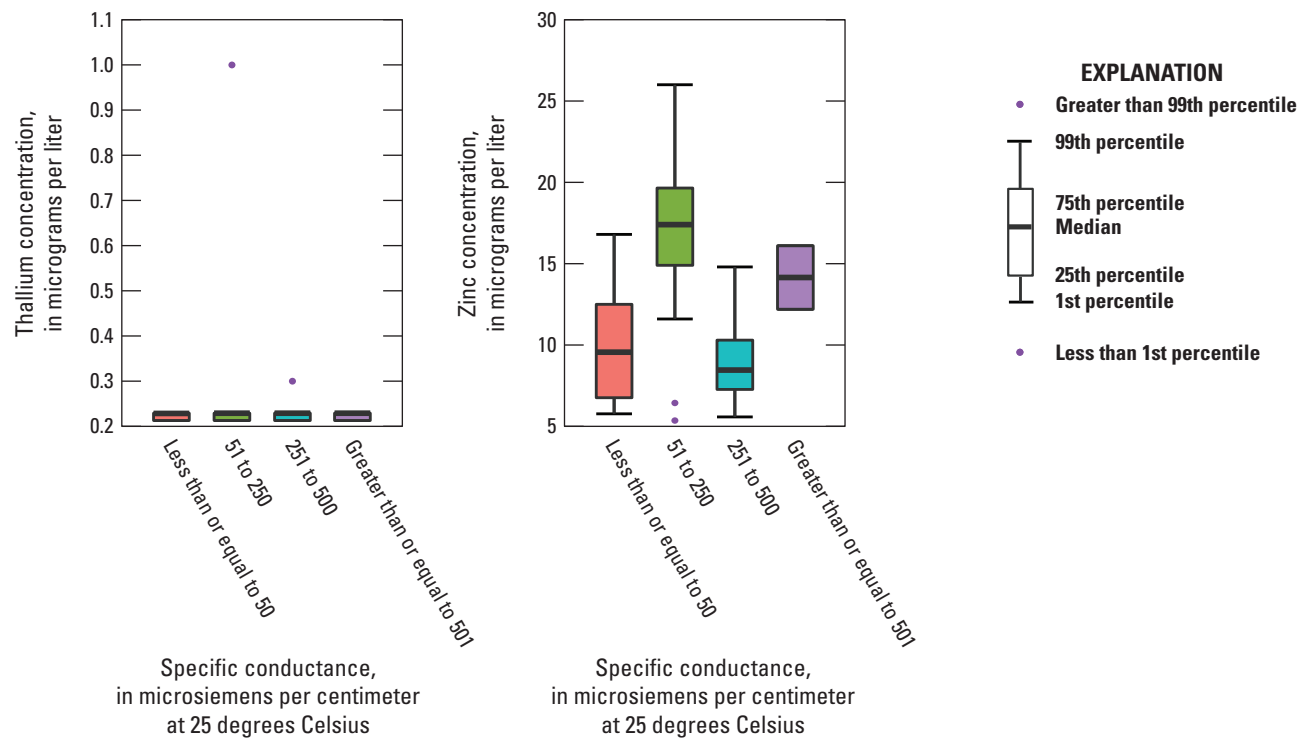 Thallium concentration,
in micrograms per liter
1.1
1.0
0.9
0.8
0.7
0.6
0.5
0.4
0.3
0.2
Less than or equal to 50
51 to 250
251 to 500
Greater than or equal to 501
Specific conductance,
in microsiemens per centimeter
at 25 degrees Celsius
Zinc concentration,
in micrograms per liter
30
25
20
15
10
5
Less than or equal to 50
51 to 250
251 to 500
Greater than or equal to 501
Specific conductance,
in microsiemens per centimeter
at 25 degrees Celsius
EXPLANATION
Greater than 99th percentile
99th percentile
75th percentile
Median
25th percentile
1st percentile
Less than 1st percentile